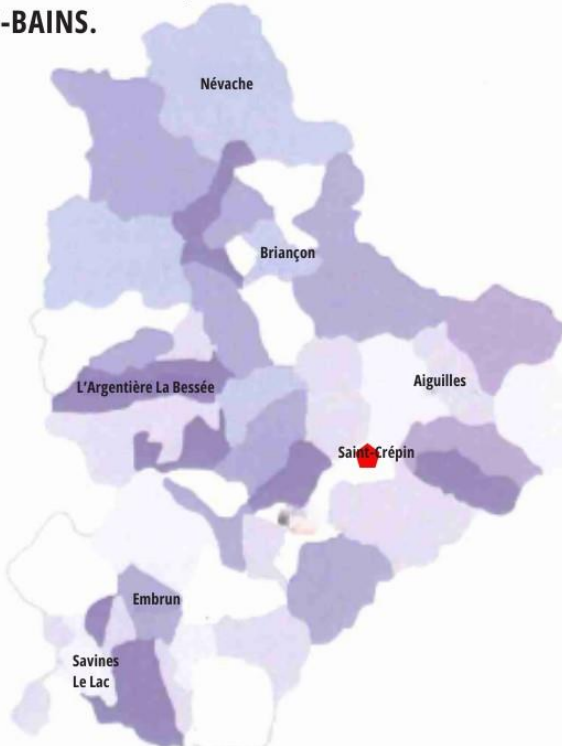 -BAINS.
Névache
Briançon
Aiguilles
L'Argentière La Bessée
Saint-Crépin
Embrun
Savines
Le Lac